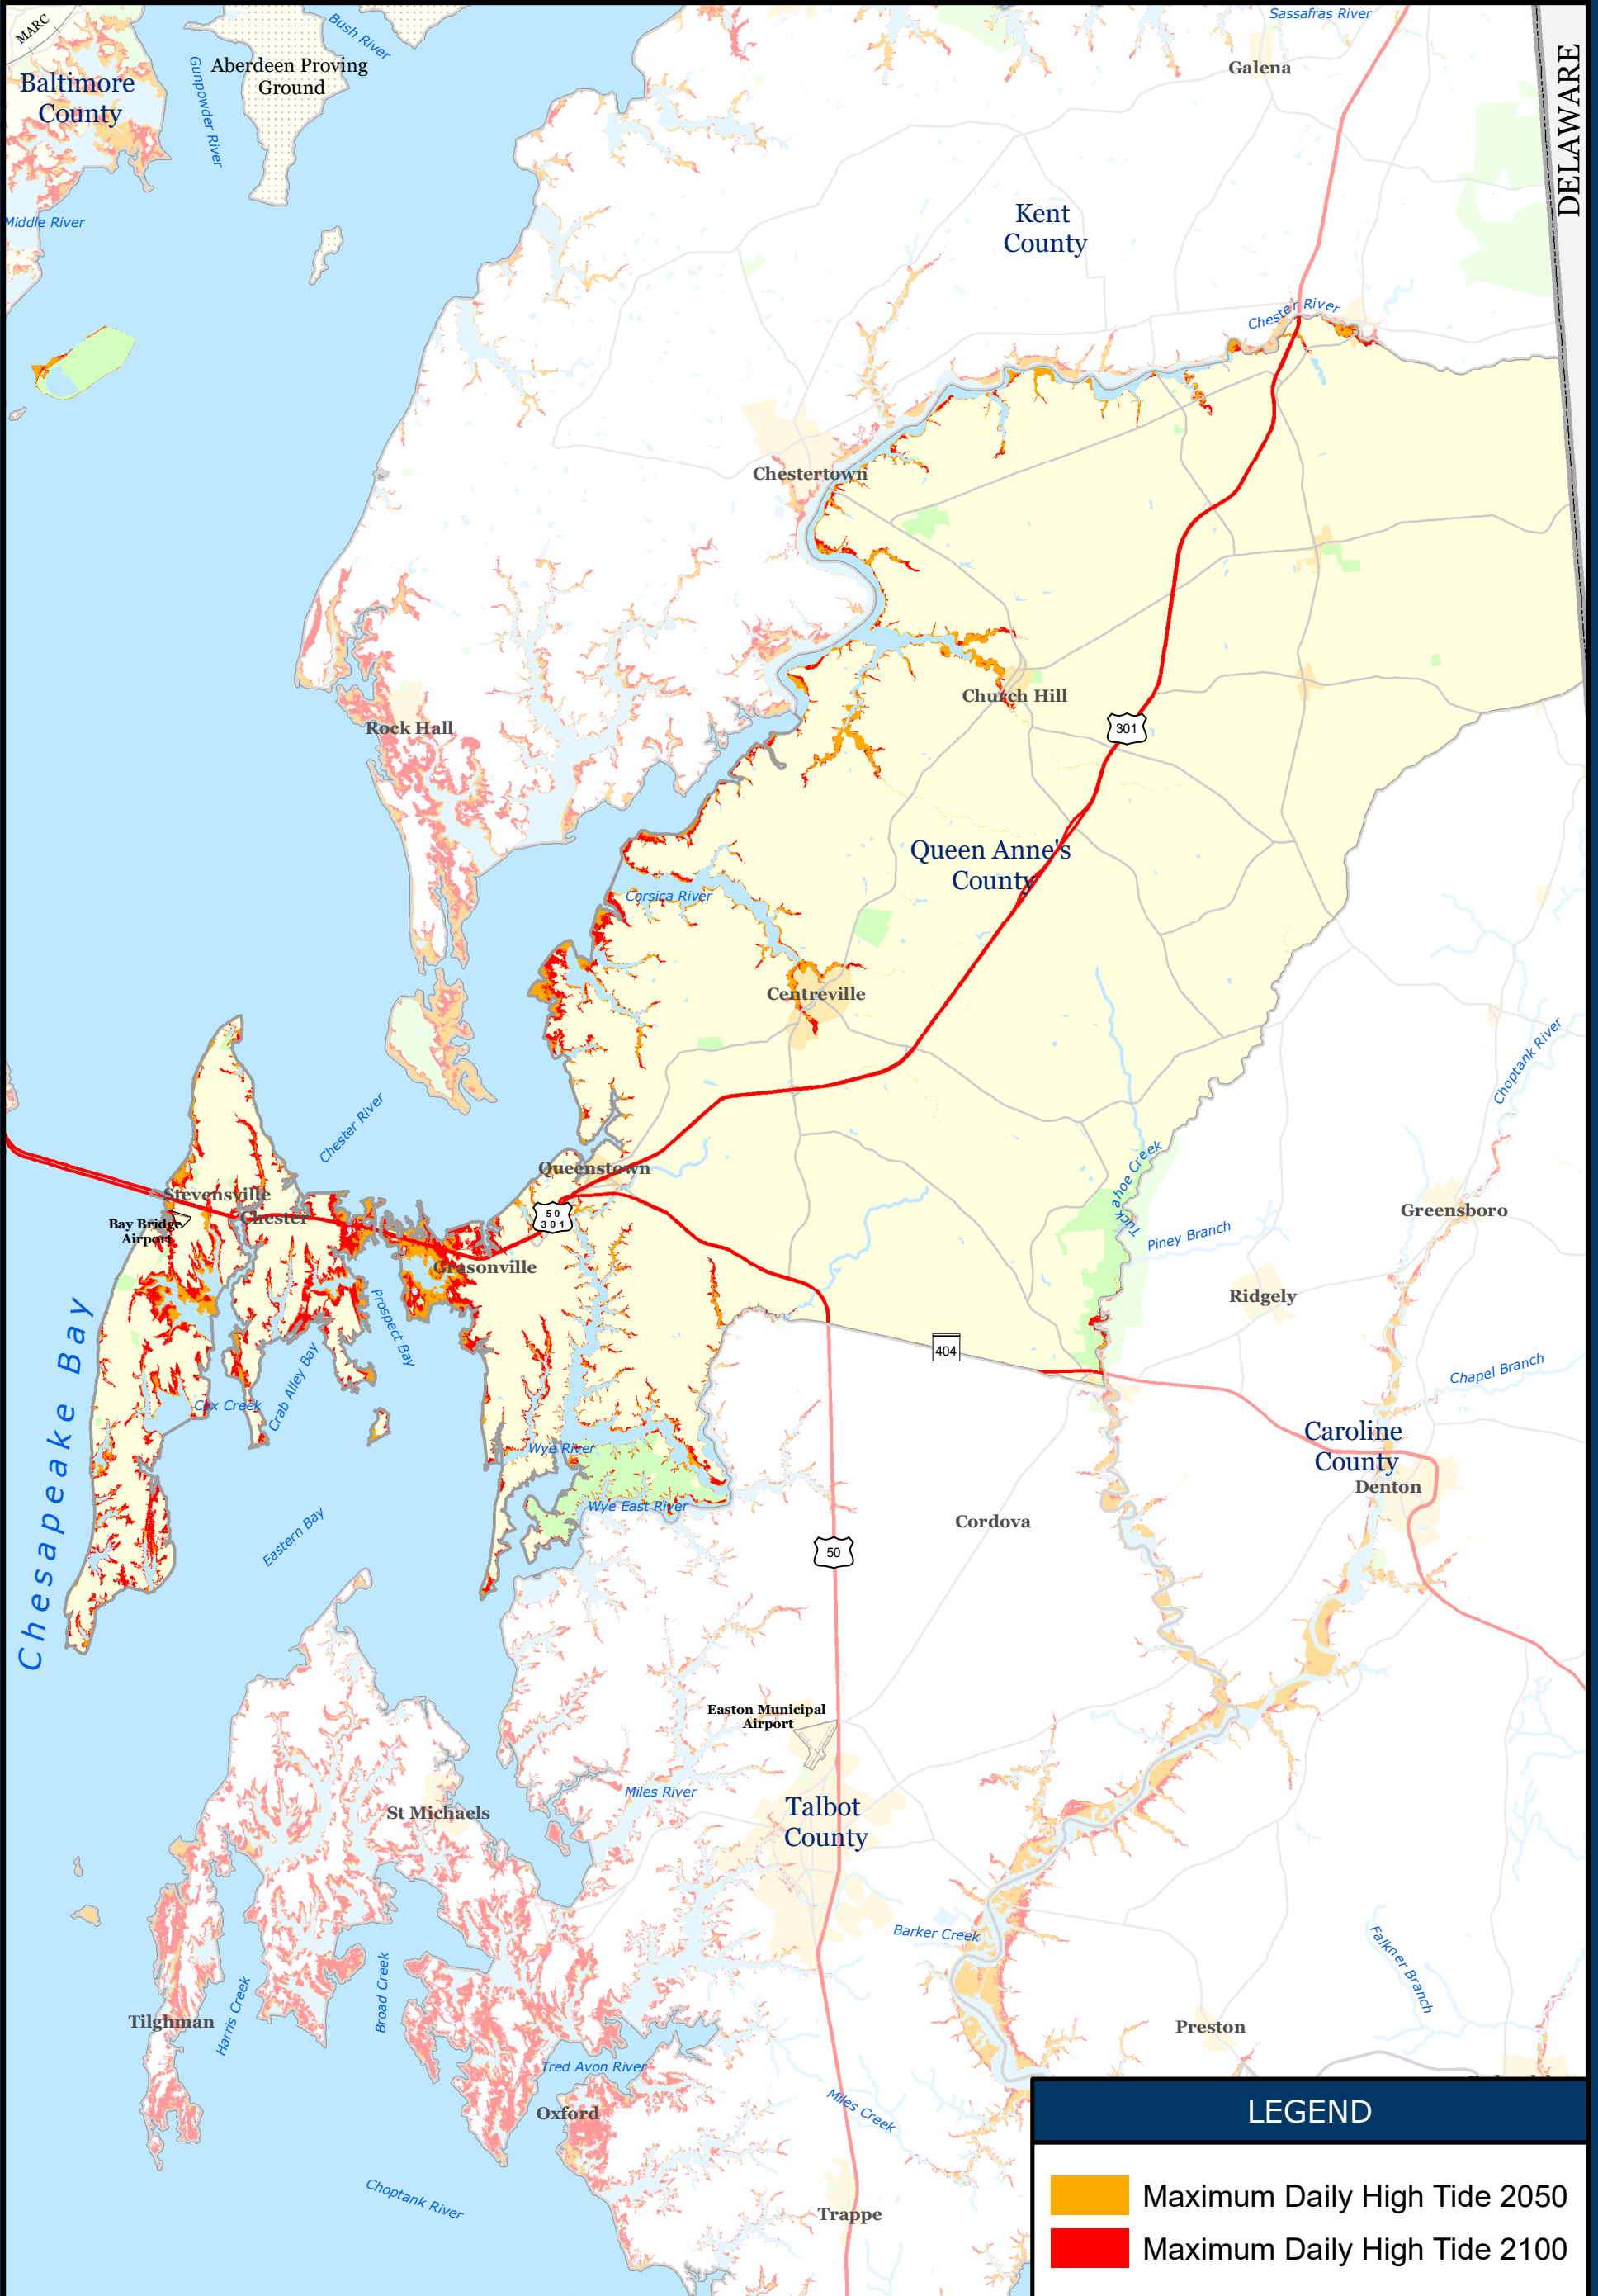 MARC
Bush River
Sassafras River
DELAWARE
Galena
Aberdeen Proving
Ground
Baltimore
County
Gunpowder River
Kent
County
Middle River
Chester River
Chestertown
Church Hill
Rock Hall
301
Queen Anne's
County
Corsica River
Centreville
Choptank River
Chester River
Queenstown
Tuckahoe Creek
Stevensville
Chester
Bay Bridge
Airport
50
301
Greensboro
Piney Branch
Grasonville
Ridgely
Prospect Bay
404
Chesapeake Bay
Crab Alley Bay
Chapel Branch
Cox Creek
Caroline
County
Wye River
Denton
Wye East River
Cordova
Eastern Bay
50
Easton Municipal
Airport
Miles River
St Michaels
Talbot
County
Barker Creek
Falkner Branch
Harris Creek
Broad Creek
Tilghman
Preston
Tred Avon River
Oxford
Miles Creek
Choptank River
Trappe
LEGEND
Maximum Daily High Tide 2050
Maximum Daily High Tide 2100